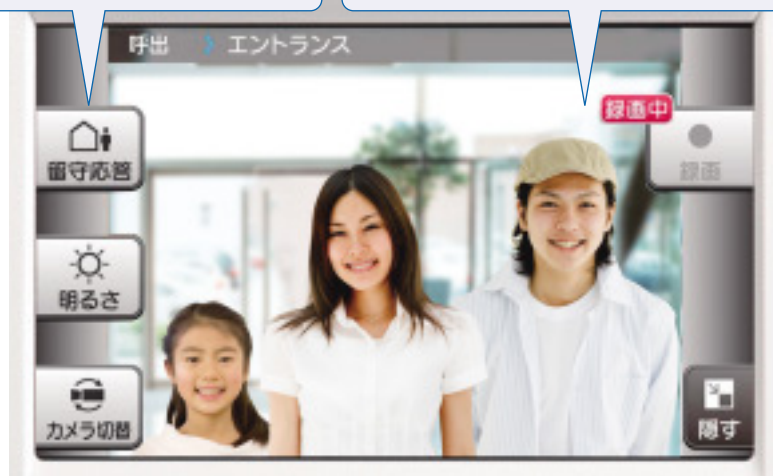 呼出 》 エントランス
録画中
留守応答
録画
明るさ
カメラ切替
隠す